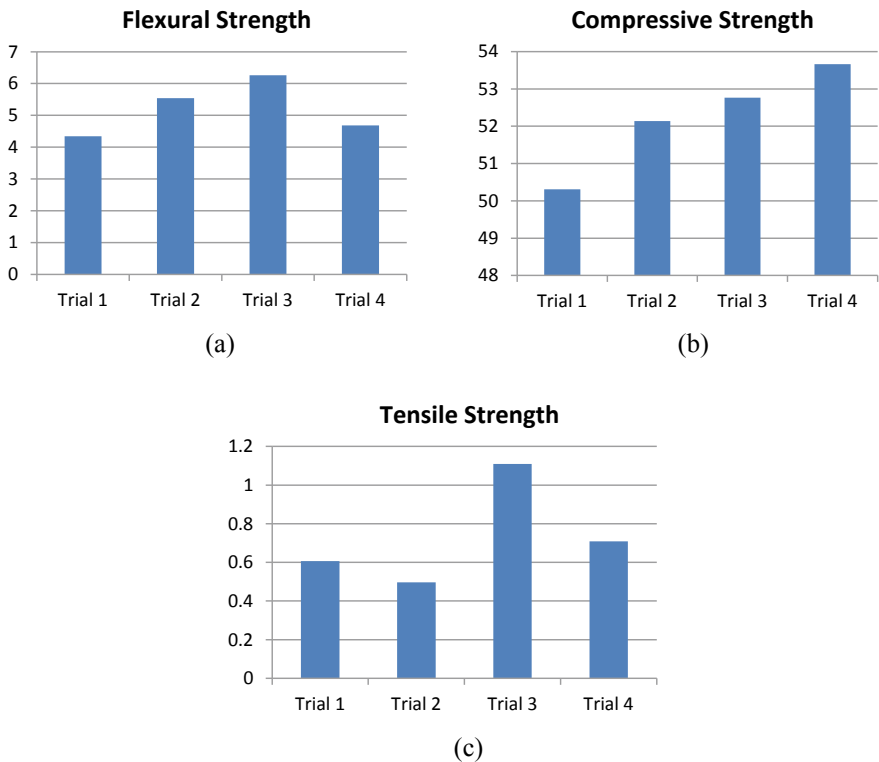 Flexural Strength
7
6
5
4
3
2
1
0
Trial 1 Trial 2 Trial 3 Trial 4
(a)
Compressive Strength
54
53
52
51
50
49
48
Trial 1 Trial 2 Trial 3 Trial 4
(b)
Tensile Strength
1.2
1
0.8
0.6
0.4
0.2
0
Trial 1 Trial 2 Trial 3 Trial 4
(c)